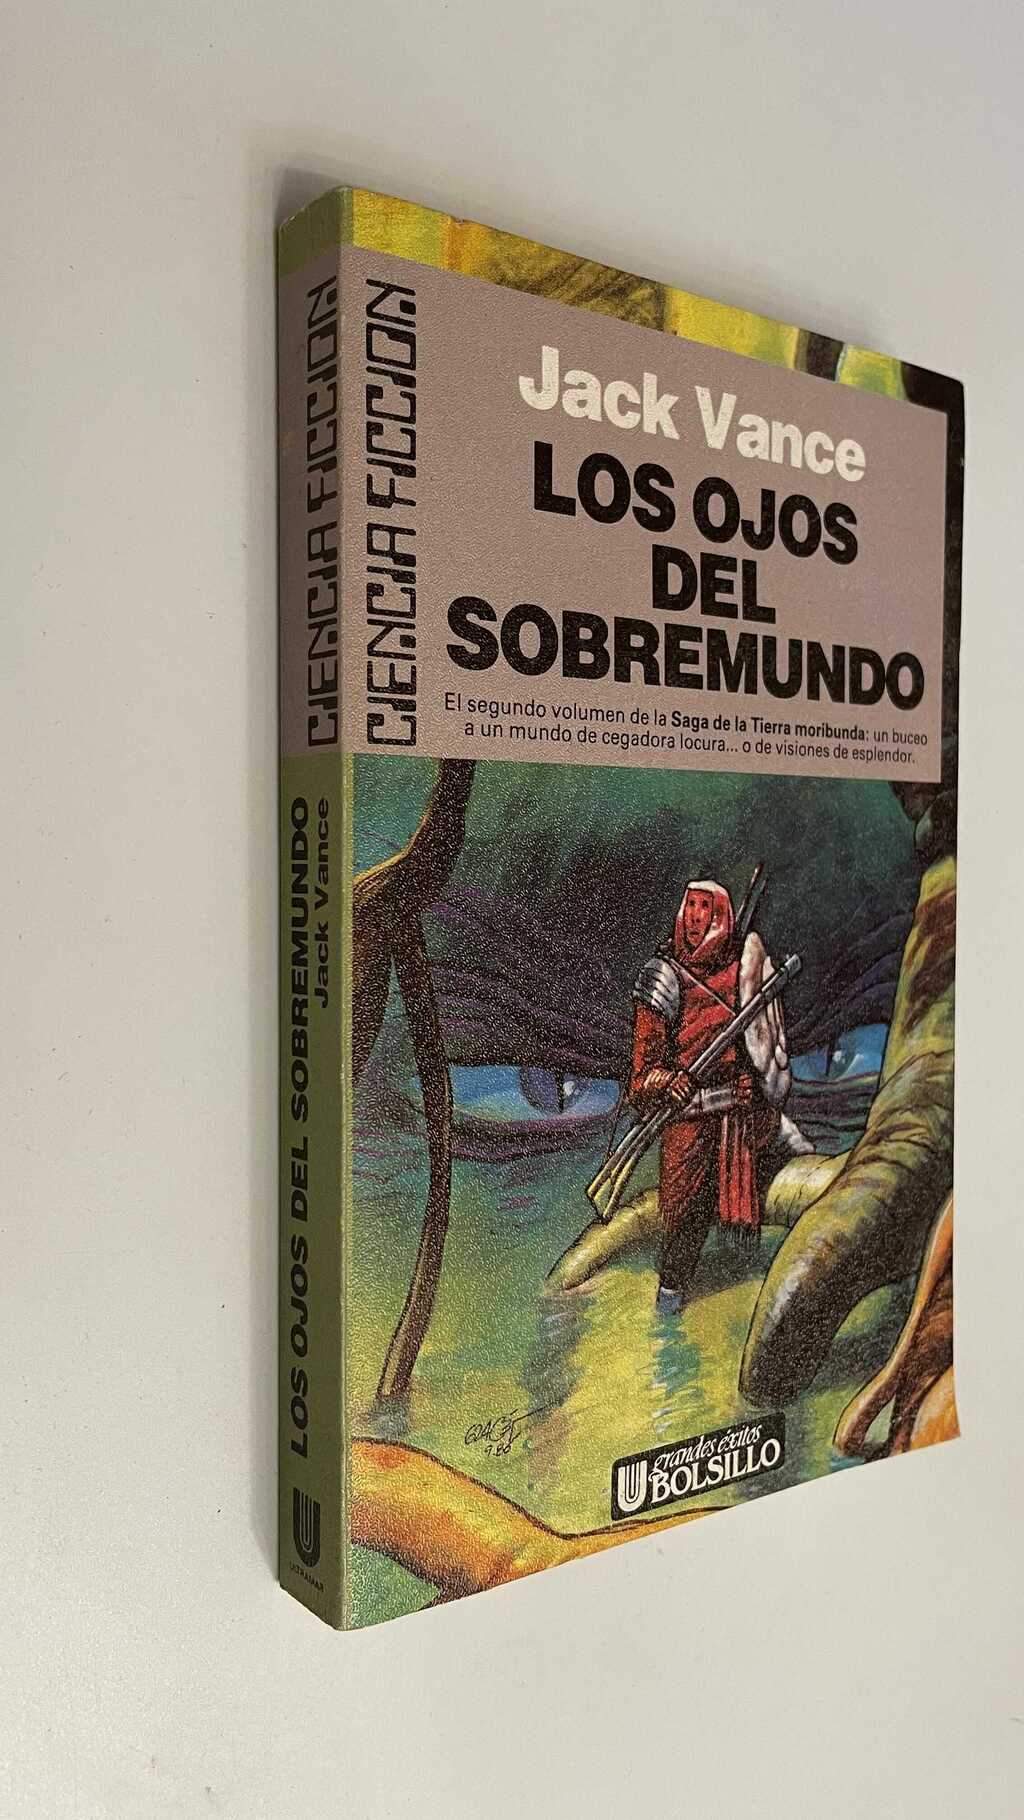 CIENCIA FICCION
LOS OJOS DEL SOBREMUNDO
Jack Vance
ULTRAMAR
CIENCIA FICCION
Jack Vance
LOS OJOS
DEL
SOBREMUNDO
El segundo volumen de la Saga de la Tierra moribunda: un buceo
a un mundo de cegadora locura... o de visiones de esplendor.
grandes éxitos
BOLSILLO